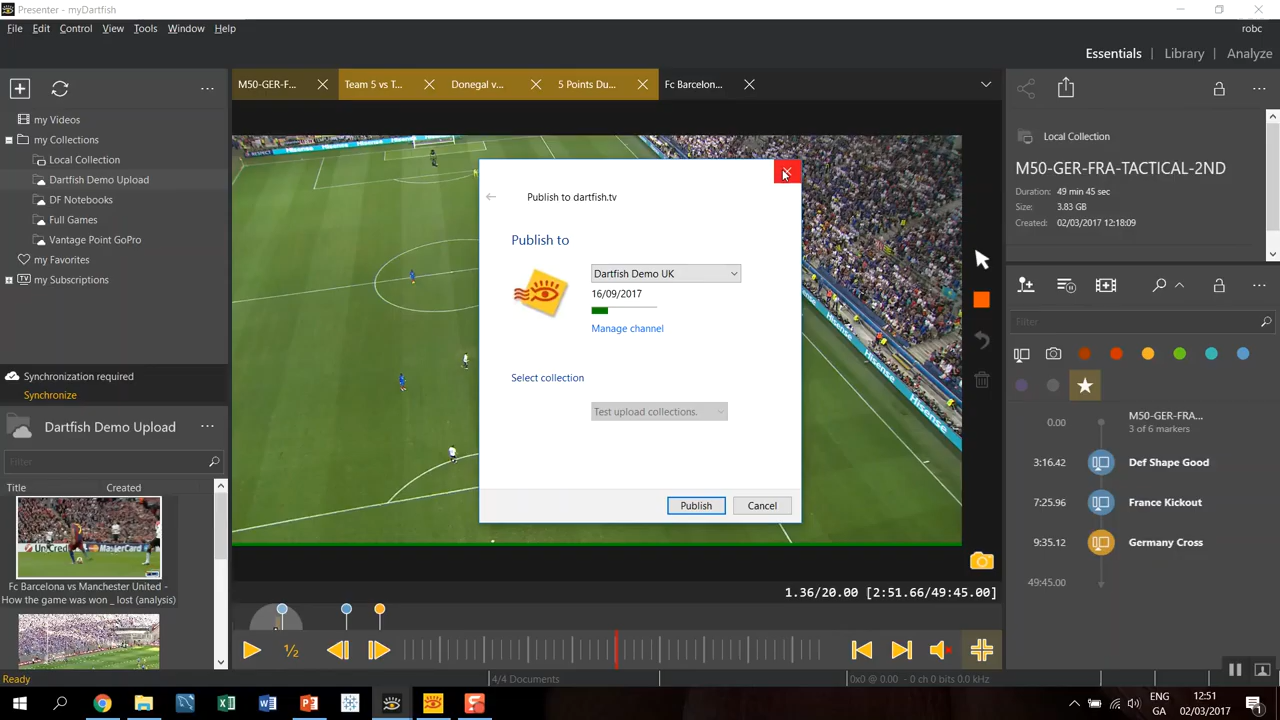 Presenter - myDartfish
File Edit Control View Tools Window Help
robc
Essentials Library Analyze
M50-GER-F... Team 5 vs T... Donegal v... 5 Points Du... Fc Barcelon...
my Videos
my Collections
Local Collection
Dartfish Demo Upload
DF Notebooks
Full Games
Vantage Point GoPro
my Favorites
TV my Subscriptions
Synchronization required
Synchronize
Dartfish Demo Upload
Filter
Title Created
UniCredit MasterCard
Fc Barcelona vs Manchester United -
How the game was won _ lost (analysis)
RESPECT Hisense
Hisense
Hisense
Hisense
Publish to dartfish.tv
Publish to
Dartfish Demo UK
16/09/2017
Manage channel
Select collection
Test upload collections.
Publish Cancel
1.36/20.00 [2:51.66/49:45.00]
1/2
Local Collection
M50-GER-FRA-TACTICAL-2ND
Duration: 49 min 45 sec
Size: 3.83 GB
Created: 02/03/2017 12:18:09
Filter
0.00 M50-GER-FRA...
3 of 6 markers
3:16.42 Def Shape Good
7:25.96 France Kickout
9:35.12 Germany Cross
49:45.00
Ready 4/4 Documents 0x0 @ 0.00 - 0 ch 0 bits 0.0 kHz
ENG 12:51
GA 02/03/2017
1